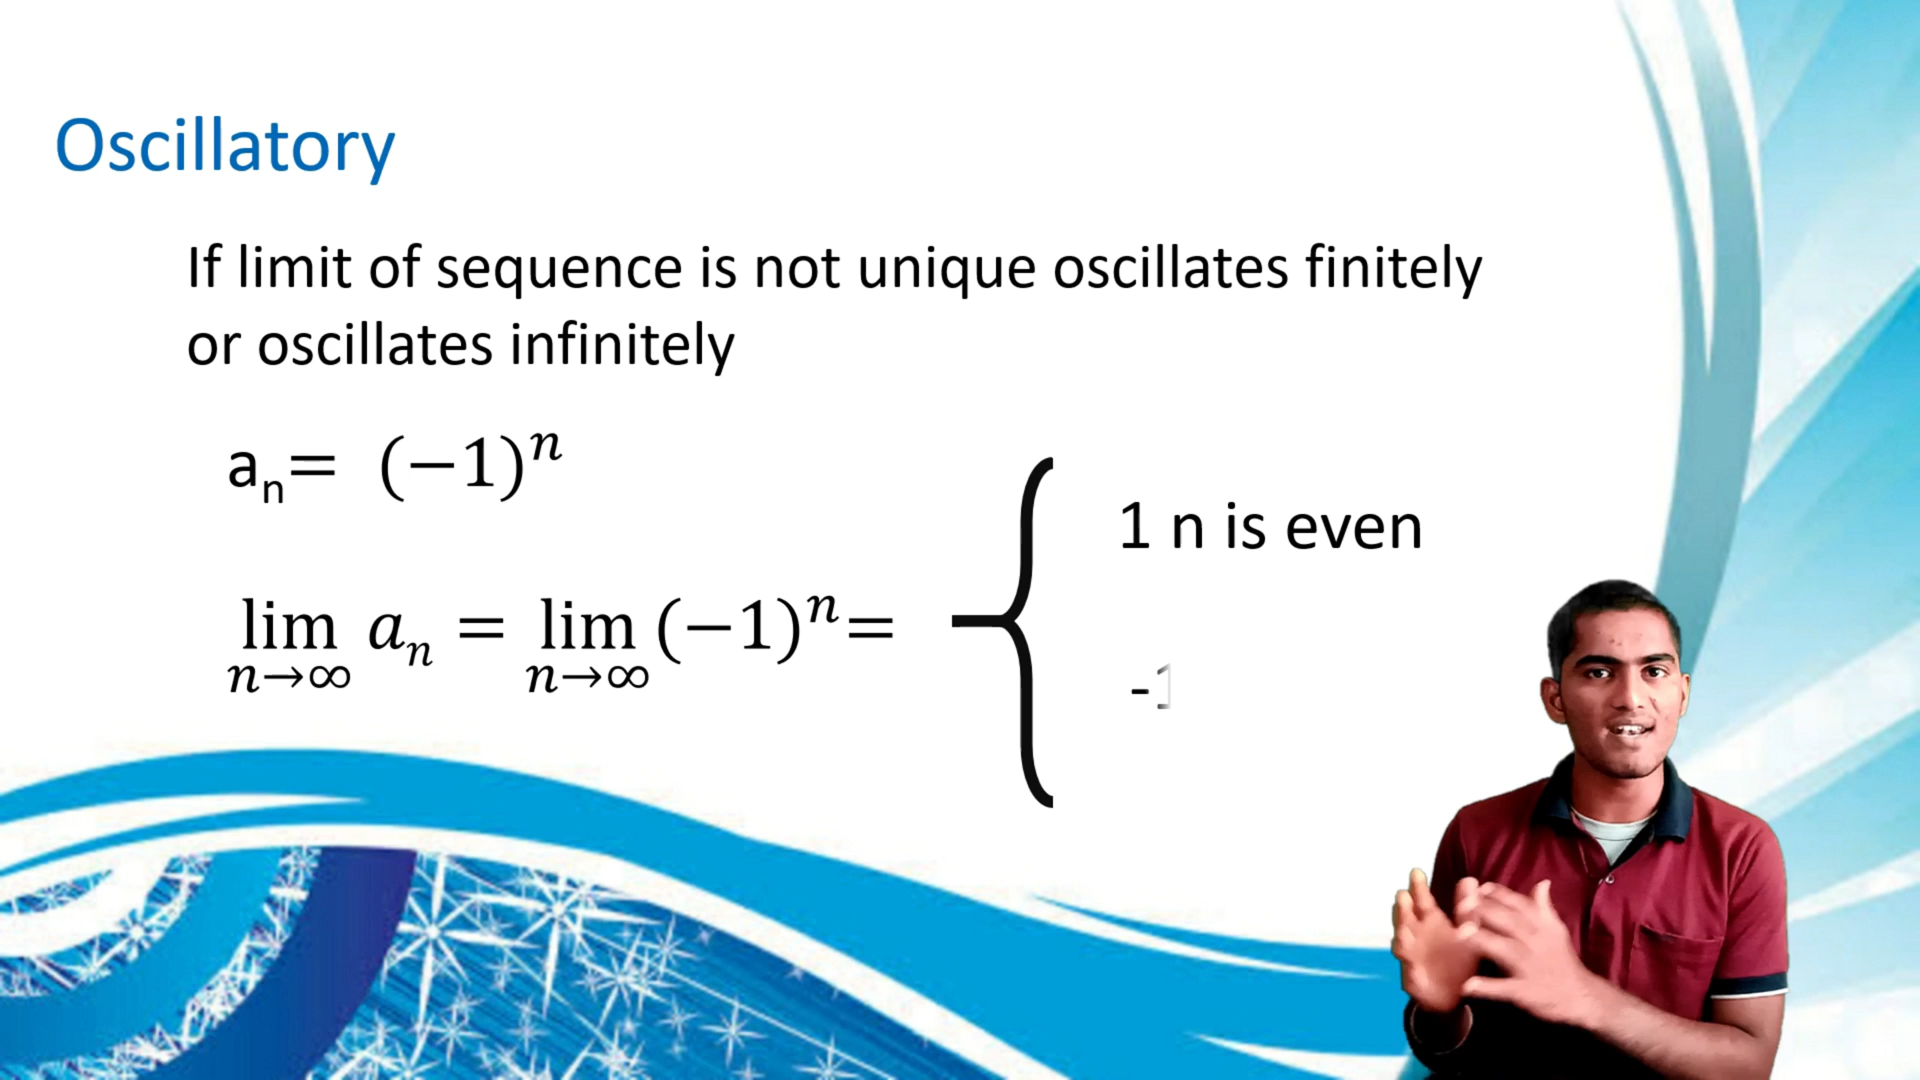 Oscillatory
If limit of sequence is not unique oscillates finitely
or oscillates infinitely
aₙ= (−1)ⁿ
1 n is even
lim n→∞ aₙ = lim n→∞ (−1)ⁿ=
-1